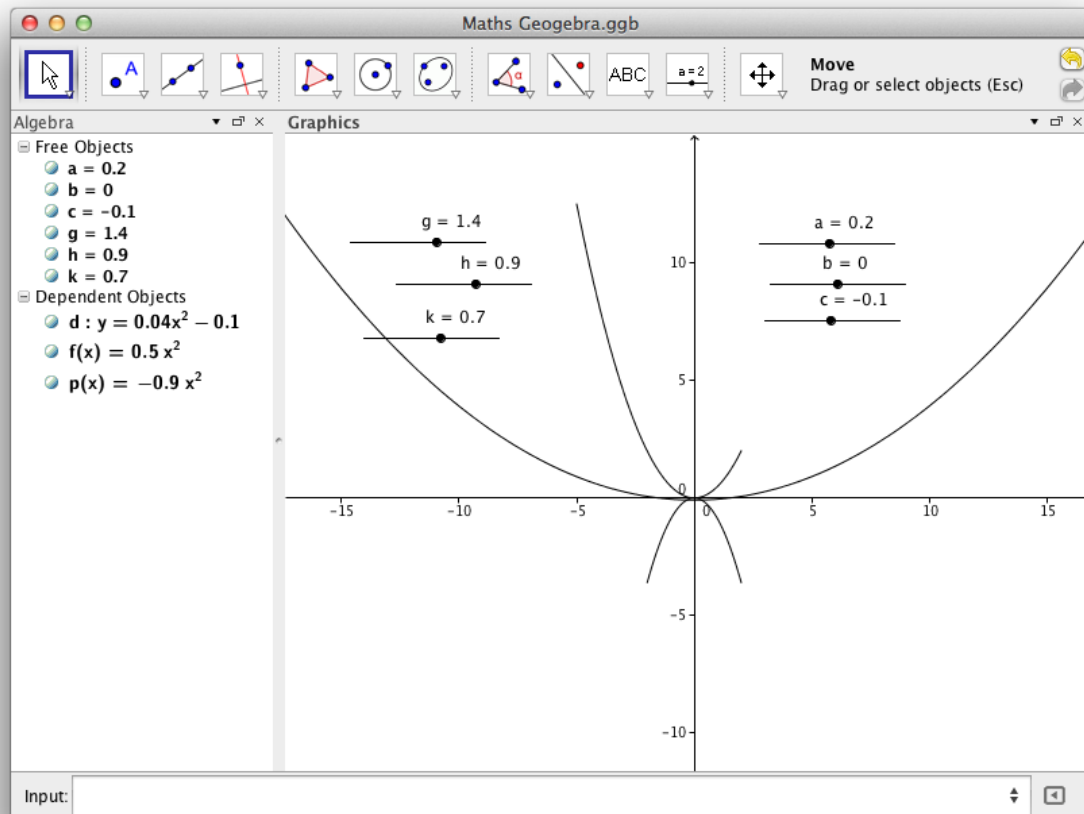 Maths Geogebra.ggb
A
α
ABC
a=2
Move
Drag or select objects (Esc)
Algebra
Graphics
Free Objects
a = 0.2
b = 0
c = −0.1
g = 1.4
h = 0.9
k = 0.7
Dependent Objects
d : y = 0.04x² − 0.1
f(x) = 0.5 x²
p(x) = −0.9 x²
g = 1.4
h = 0.9
k = 0.7
a = 0.2
b = 0
c = −0.1
10
5
0
-15 -10 -5 0 5 10 15
-5
-10
Input: